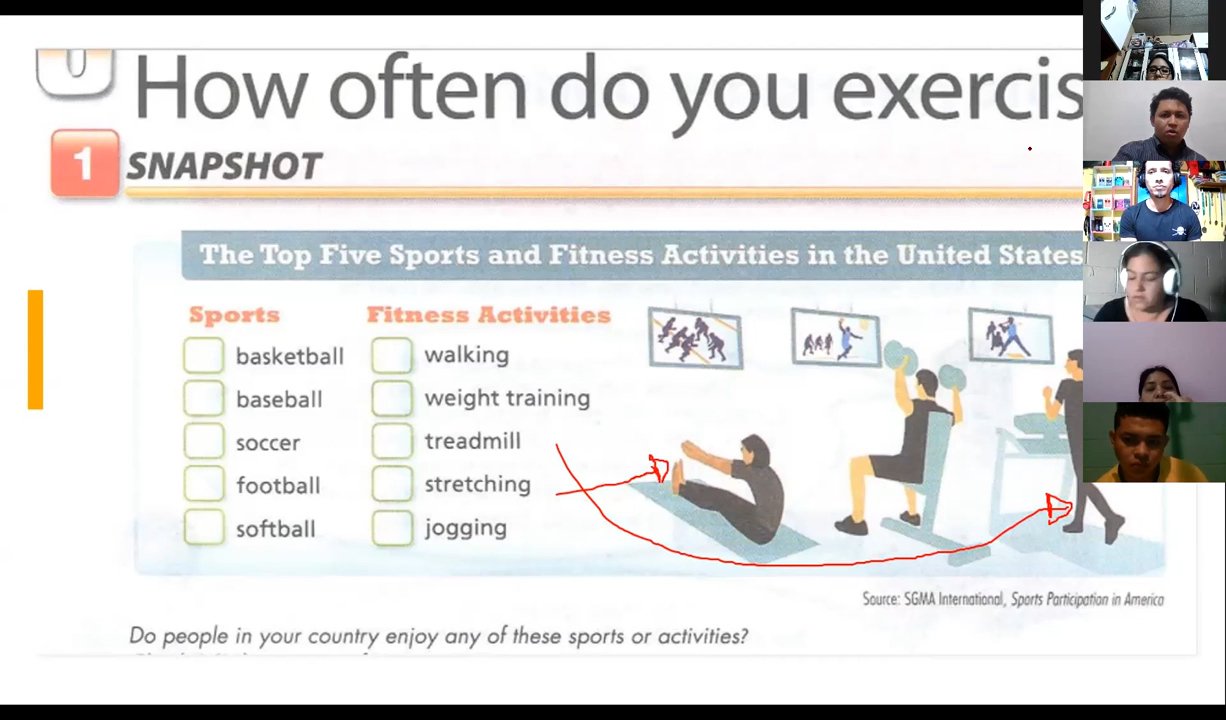 How often do you exercis
1 SNAPSHOT
The Top Five Sports and Fitness Activities in the United States
Sports Fitness Activities
basketball walking
baseball weight training
soccer treadmill
football stretching
softball jogging
Source: SGMA International, Sports Participation in America
Do people in your country enjoy any of these sports or activities?